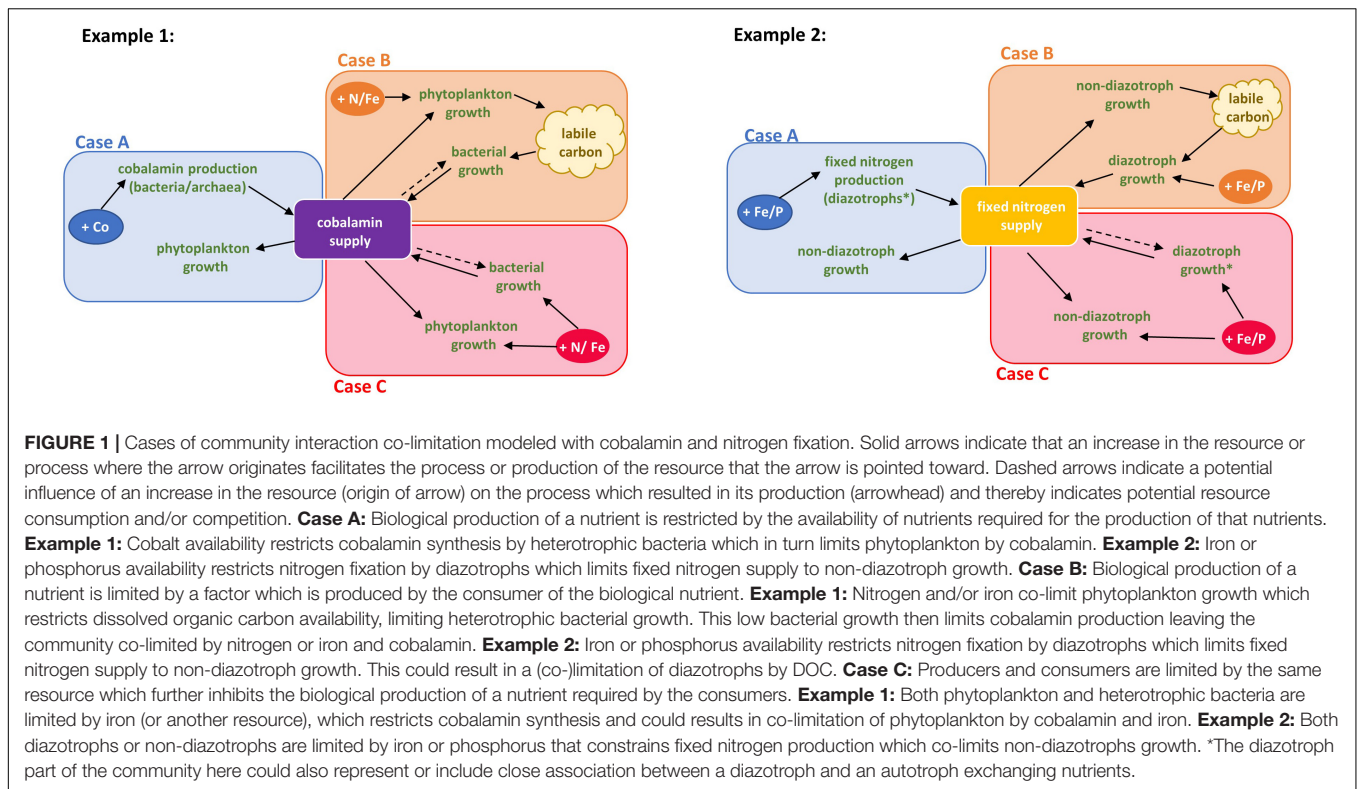 Example 1:
Case B
+ N/Fe
phytoplankton
growth
labile
carbon
bacterial
growth
Case A
cobalamin production
(bacteria/archaea)
+ Co
phytoplankton
growth
cobalamin
supply
bacterial
growth
phytoplankton
growth
+ N/ Fe
Case C
Example 2:
Case B
non-diazotroph
growth
labile
carbon
diazotroph
growth
+ Fe/P
Case A
fixed nitrogen
production
(diazotrophs*)
+ Fe/P
non-diazotroph
growth
fixed nitrogen
supply
diazotroph
growth*
non-diazotroph
growth
+ Fe/P
Case C
FIGURE 1 | Cases of community interaction co-limitation modeled with cobalamin and nitrogen fixation. Solid arrows indicate that an increase in the resource or
process where the arrow originates facilitates the process or production of the resource that the arrow is pointed toward. Dashed arrows indicate a potential
influence of an increase in the resource (origin of arrow) on the process which resulted in its production (arrowhead) and thereby indicates potential resource
consumption and/or competition. Case A: Biological production of a nutrient is restricted by the availability of nutrients required for the production of that nutrients.
Example 1: Cobalt availability restricts cobalamin synthesis by heterotrophic bacteria which in turn limits phytoplankton by cobalamin. Example 2: Iron or
phosphorus availability restricts nitrogen fixation by diazotrophs which limits fixed nitrogen supply to non-diazotroph growth. Case B: Biological production of a
nutrient is limited by a factor which is produced by the consumer of the biological nutrient. Example 1: Nitrogen and/or iron co-limit phytoplankton growth which
restricts dissolved organic carbon availability, limiting heterotrophic bacterial growth. This low bacterial growth then limits cobalamin production leaving the
community co-limited by nitrogen or iron and cobalamin. Example 2: Iron or phosphorus availability restricts nitrogen fixation by diazotrophs which limits fixed
nitrogen supply to non-diazotroph growth. This could result in a (co-)limitation of diazotrophs by DOC. Case C: Producers and consumers are limited by the same
resource which further inhibits the biological production of a nutrient required by the consumers. Example 1: Both phytoplankton and heterotrophic bacteria are
limited by iron (or another resource), which restricts cobalamin synthesis and could results in co-limitation of phytoplankton by cobalamin and iron. Example 2: Both
diazotrophs or non-diazotrophs are limited by iron or phosphorus that constrains fixed nitrogen production which co-limits non-diazotrophs growth. *The diazotroph
part of the community here could also represent or include close association between a diazotroph and an autotroph exchanging nutrients.